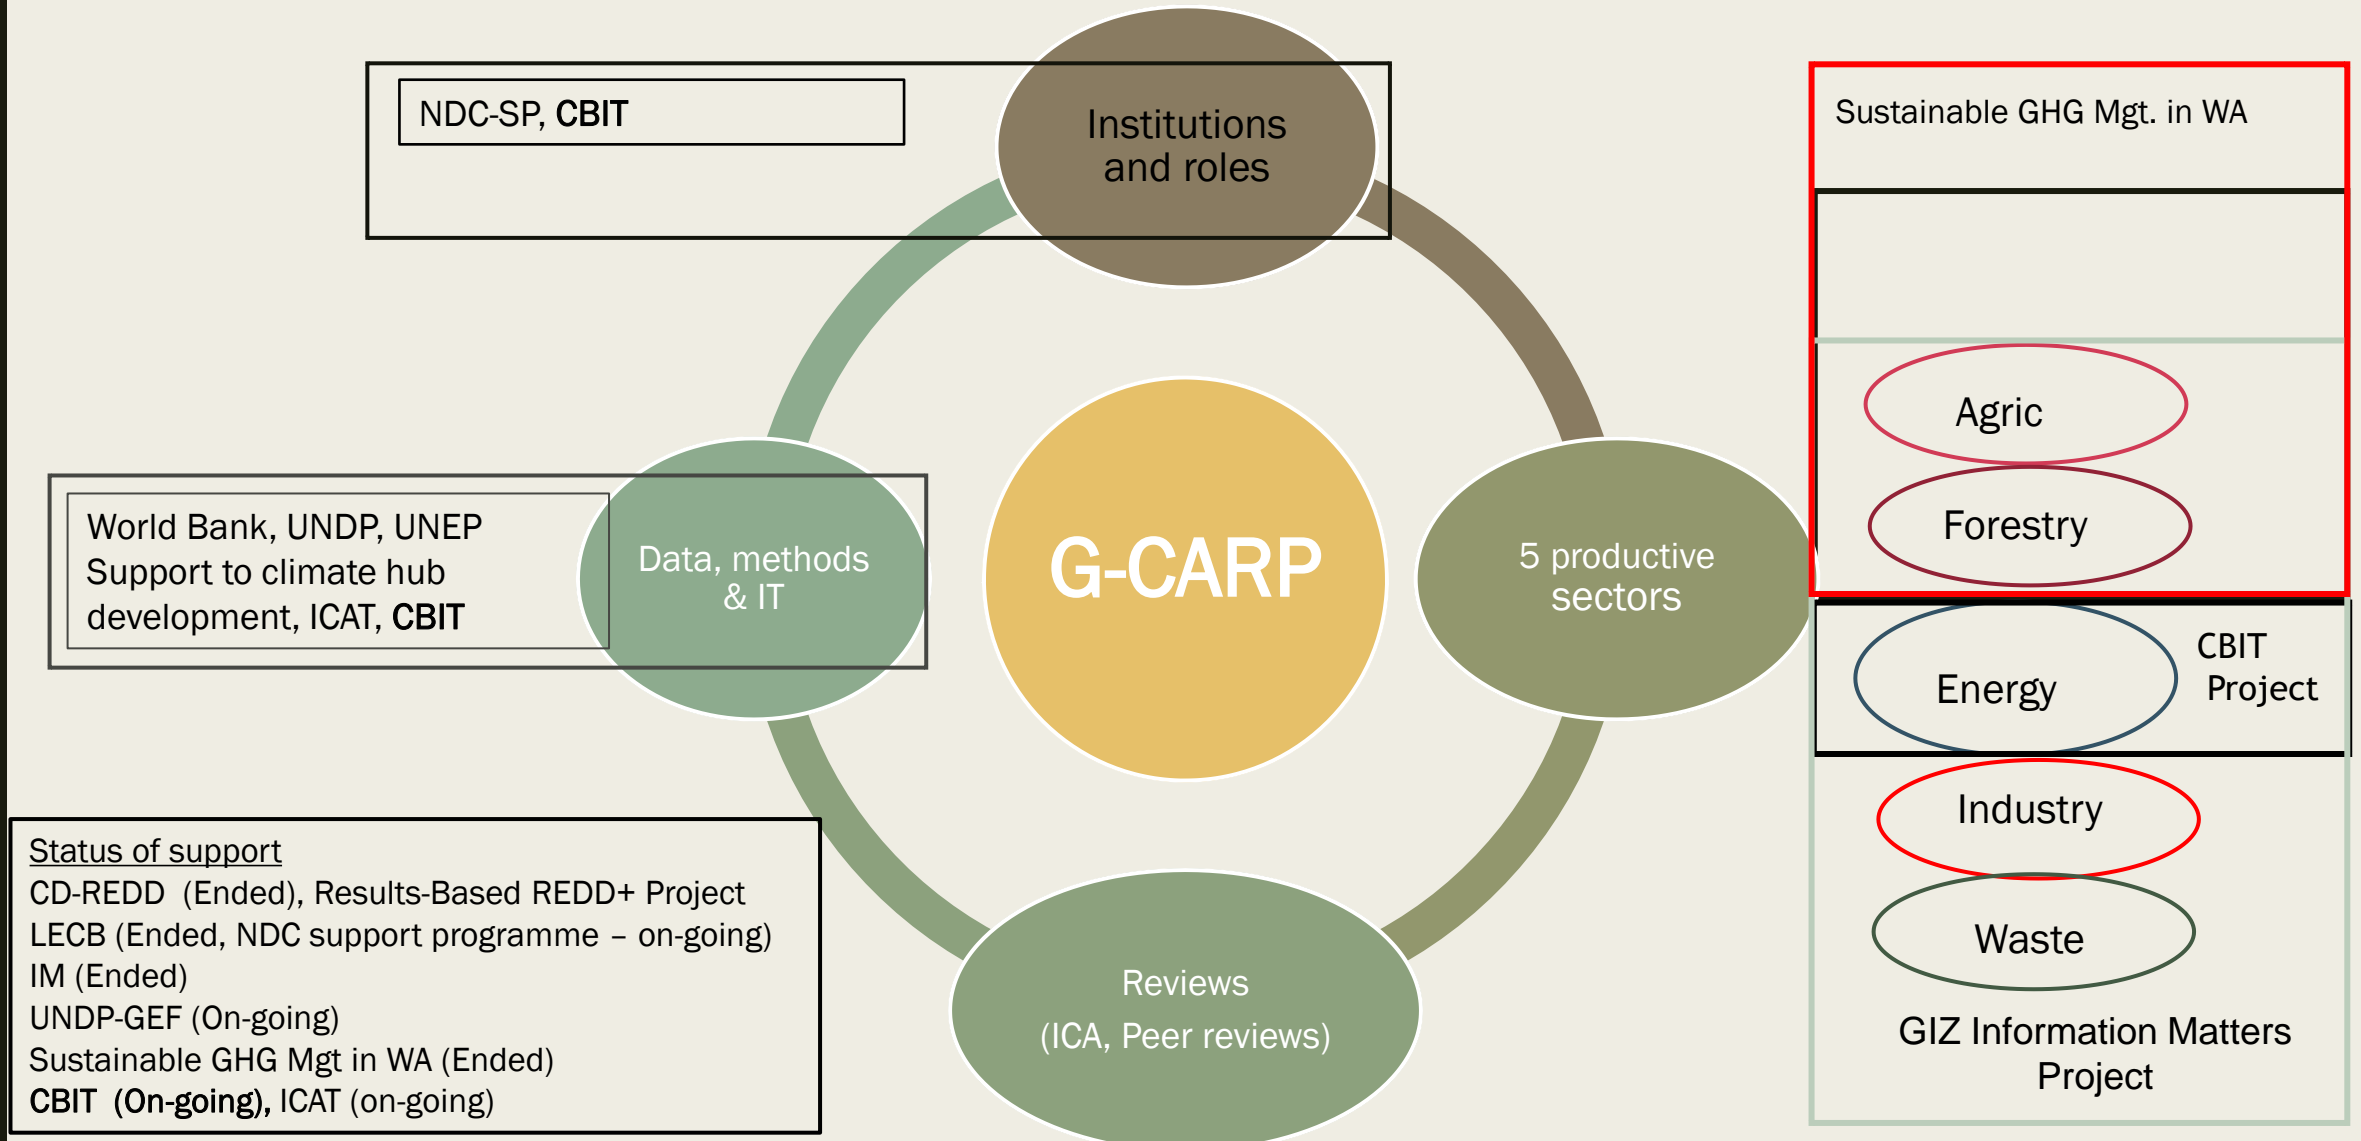 NDC-SP, CBIT
Institutions
and roles
Sustainable GHG Mgt. in WA
Agric
Forestry
World Bank, UNDP, UNEP
Support to climate hub
development, ICAT, CBIT
Data, methods
& IT
G-CARP
5 productive
sectors
Energy
CBIT
Project
Industry
Waste
GIZ Information Matters
Project
Reviews
(ICA, Peer reviews)
Status of support
CD-REDD (Ended), Results-Based REDD+ Project
LECB (Ended, NDC support programme – on-going)
IM (Ended)
UNDP-GEF (On-going)
Sustainable GHG Mgt in WA (Ended)
CBIT (On-going), ICAT (on-going)